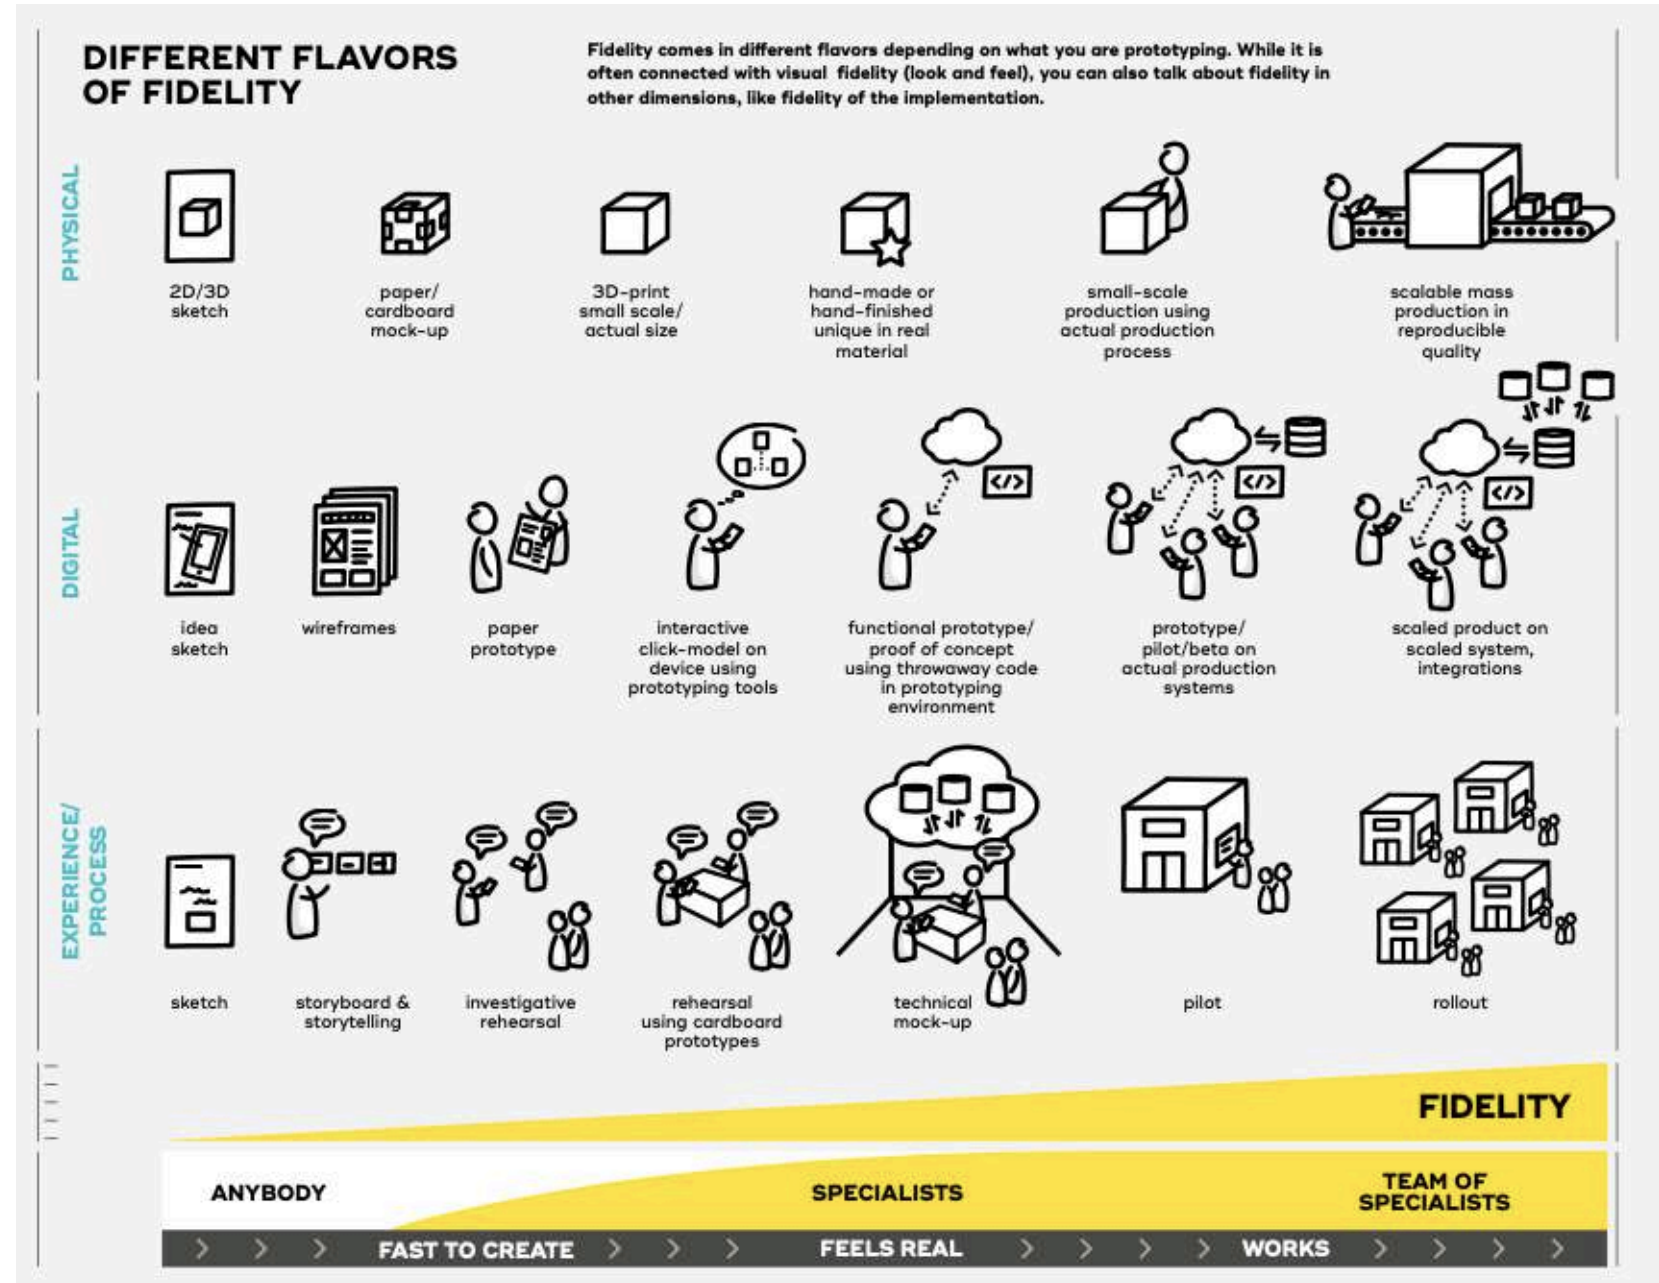 DIFFERENT FLAVORS
OF FIDELITY
Fidelity comes in different flavors depending on what you are prototyping. While it is
often connected with visual fidelity (look and feel), you can also talk about fidelity in
other dimensions, like fidelity of the implementation.
PHYSICAL
2D/3D
sketch
paper/
cardboard
mock-up
3D-print
small scale/
actual size
hand-made or
hand-finished
unique in real
material
small-scale
production using
actual production
process
scalable mass
production in
reproducible
quality
DIGITAL
</>
</>
</>
idea
sketch
wireframes
paper
prototype
interactive
click-model on
device using
prototyping tools
functional prototype/
proof of concept
using throwaway code
in prototyping
environment
prototype/
pilot/beta on
actual production
systems
scaled product on
scaled system,
integrations
EXPERIENCE/
PROCESS
sketch
storyboard &
storytelling
investigative
rehearsal
rehearsal
using cardboard
prototypes
technical
mock-up
pilot
rollout
FIDELITY
ANYBODY
SPECIALISTS
TEAM OF
SPECIALISTS
FAST TO CREATE
FEELS REAL
WORKS